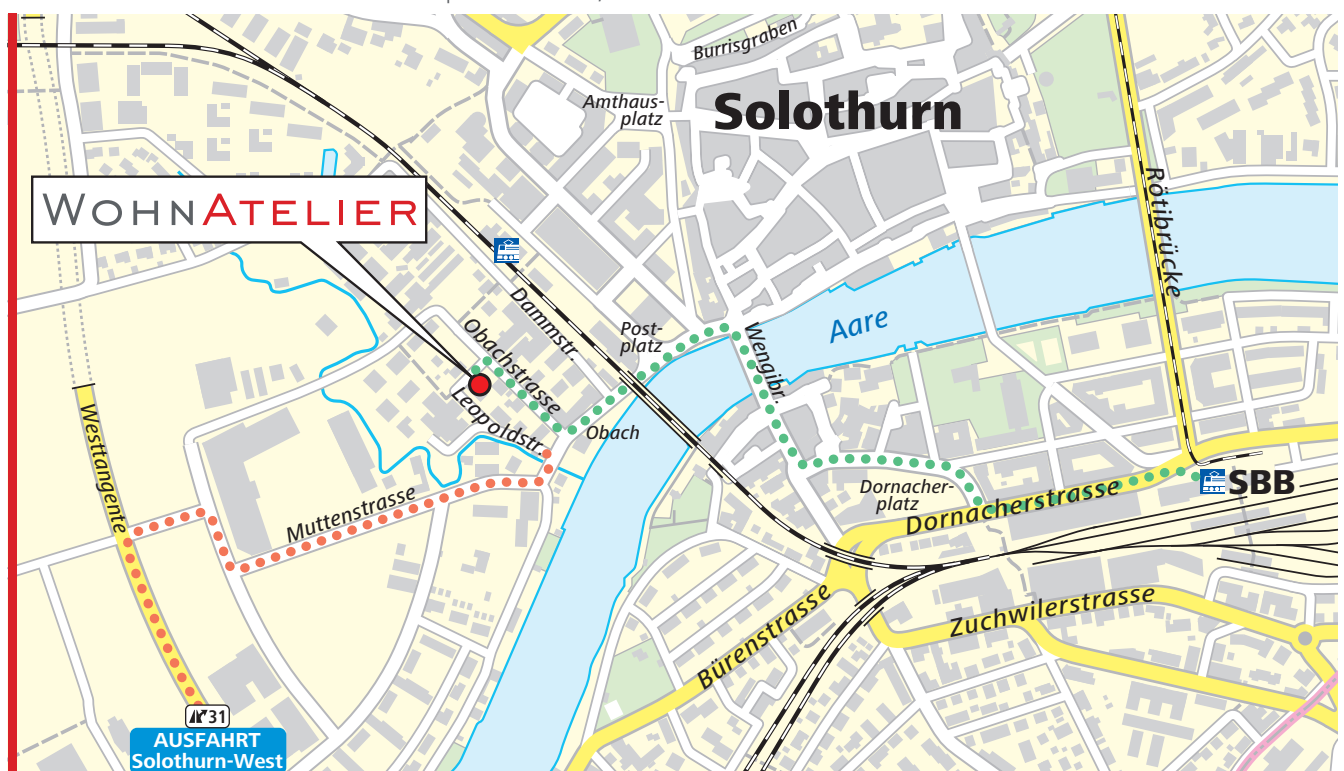 Burrisgraben
Amthaus-
platz
Solothurn
WOHNATELIER
Rötibrücke
Dammstr.
Post-
platz
Aare
Wengibr.
Obachstrasse
Leopoldstr.
Obach
Westtangente
Muttenstrasse
Dornacher-
platz
Dornacherstrasse
SBB
Bürenstrasse
Zuchwilerstrasse
31
AUSFAHRT
Solothurn-West